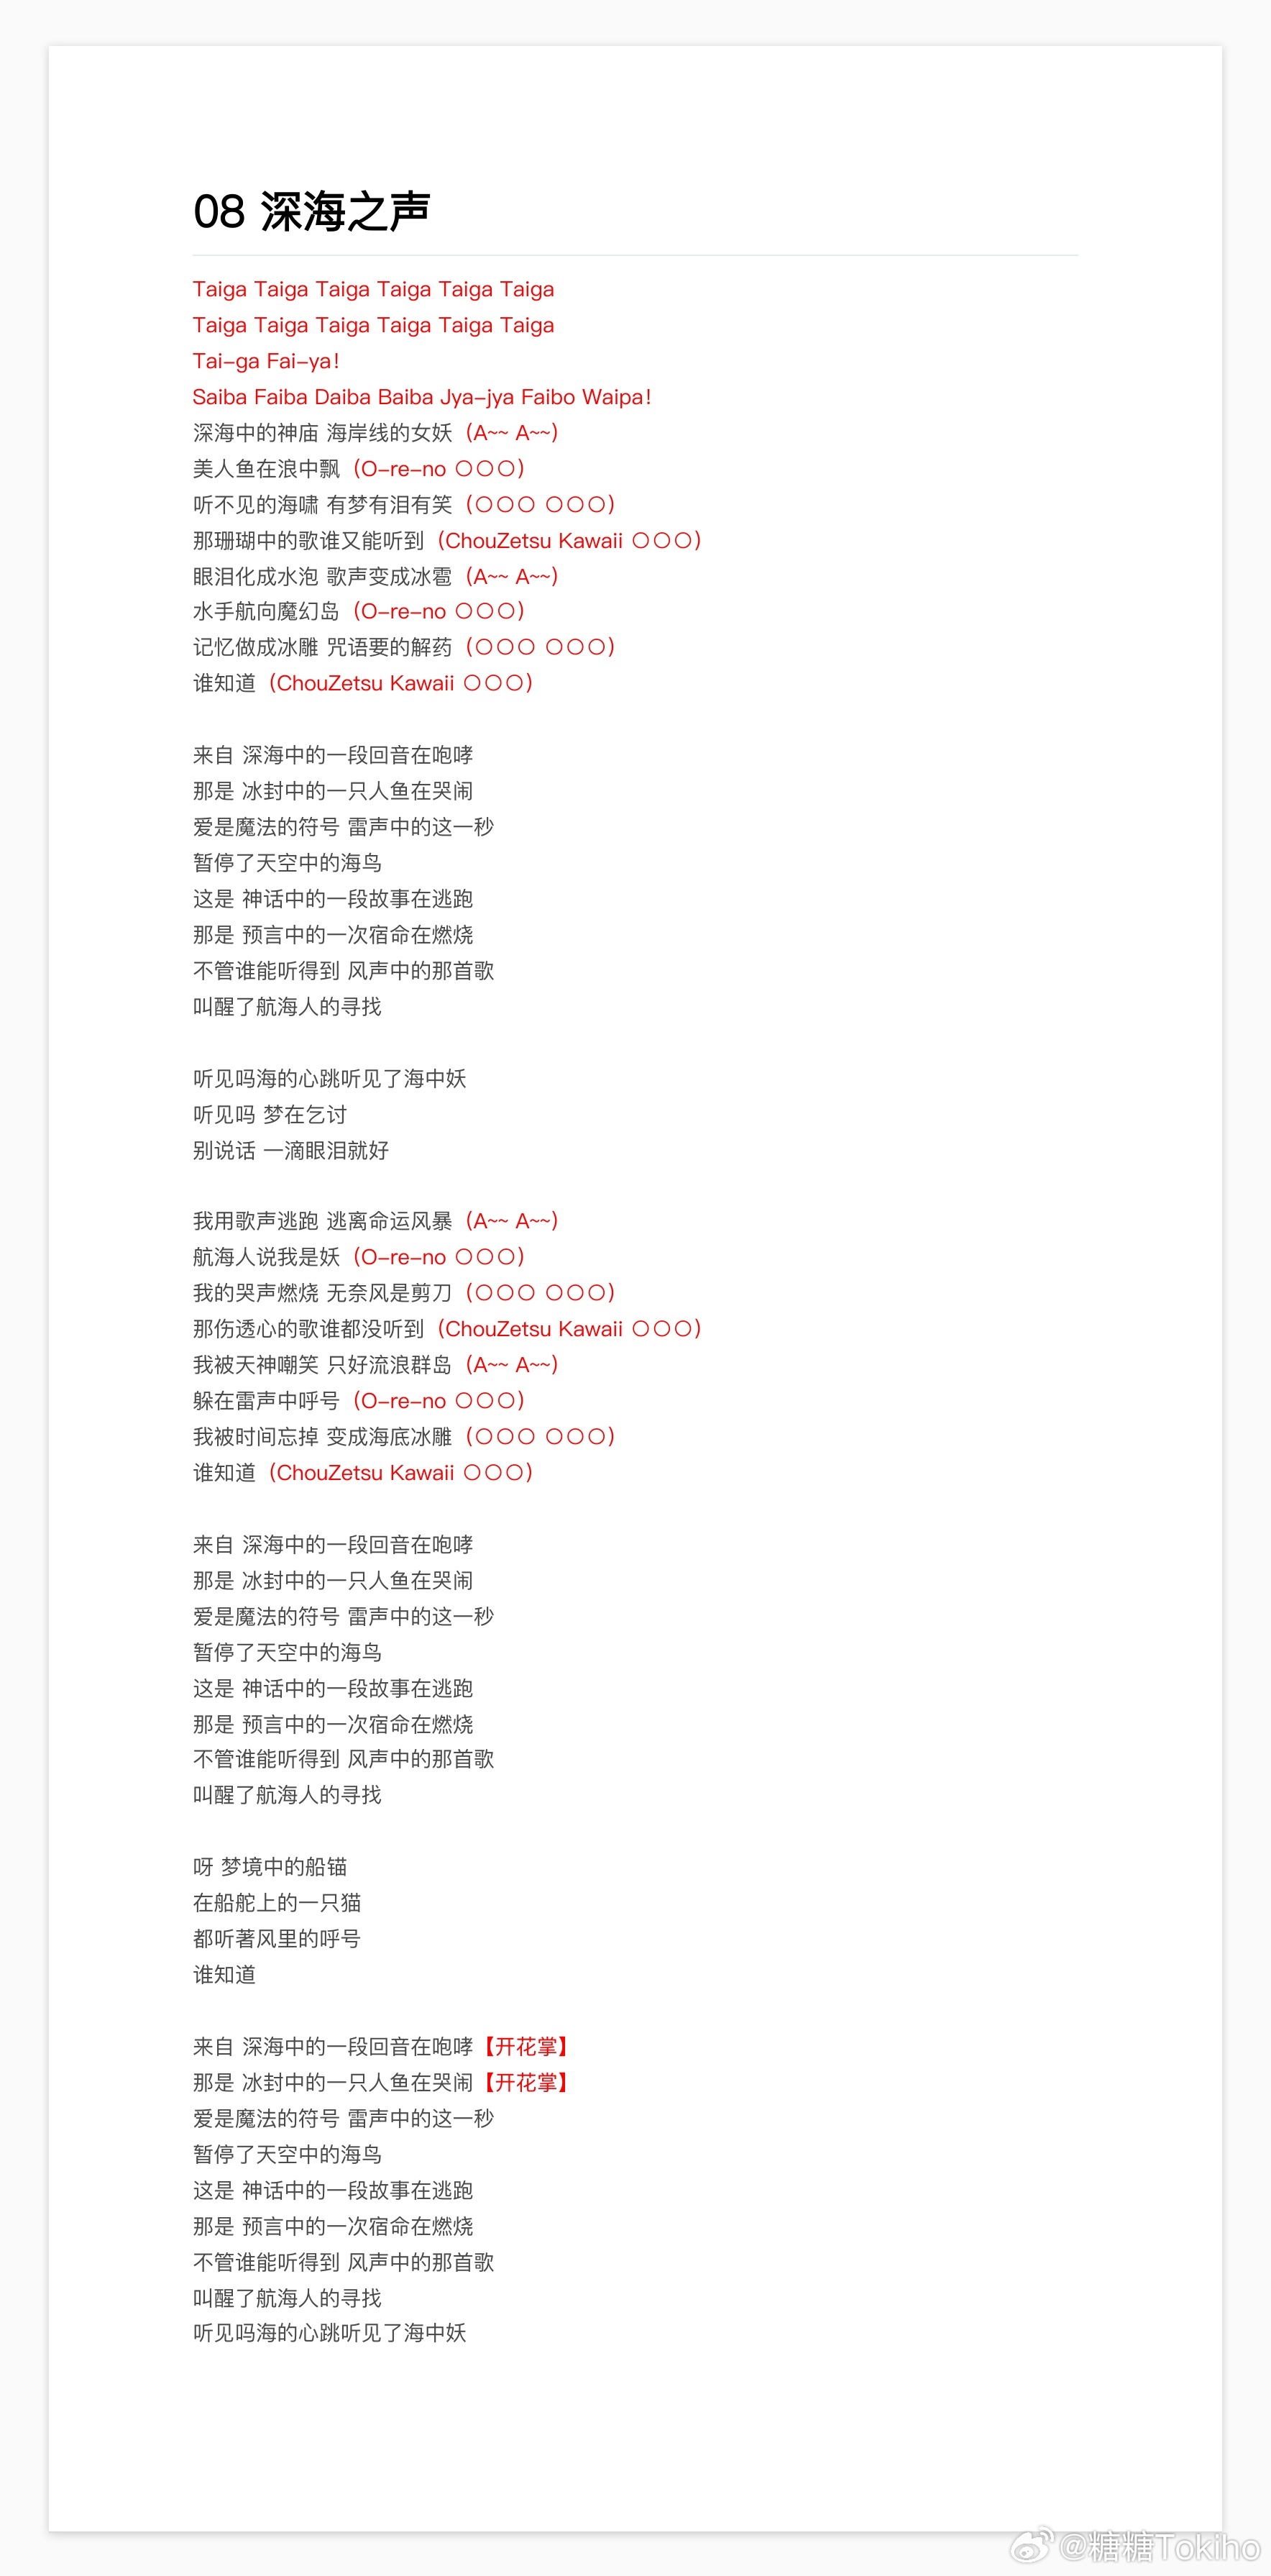 08 深海之声
Taiga Taiga Taiga Taiga Taiga Taiga
Taiga Taiga Taiga Taiga Taiga Taiga
Tai-ga Fai-ya!
Saiba Faiba Daiba Baiba Jya-jya Faibo Waipa!
深海中的神庙 海岸线的女妖（A~~ A~~）
美人鱼在浪中飘（O-re-no 〇〇〇）
听不见的海啸 有梦有泪有笑（〇〇〇 〇〇〇）
那珊瑚中的歌谁又能听到（ChouZetsu Kawaii 〇〇〇）
眼泪化成水泡 歌声变成冰雹（A~~ A~~）
水手航向魔幻岛（O-re-no 〇〇〇）
记忆做成冰雕 咒语要的解药（〇〇〇 〇〇〇）
谁知道（ChouZetsu Kawaii 〇〇〇）
来自 深海中的一段回音在咆哮
那是 冰封中的一只人鱼在哭闹
爱是魔法的符号 雷声中的这一秒
暂停了天空中的海鸟
这是 神话中的一段故事在逃跑
那是 预言中的一次宿命在燃烧
不管谁能听得到 风声中的那首歌
叫醒了航海人的寻找
听见吗海的心跳听见了海中妖
听见吗 梦在乞讨
别说话 一滴眼泪就好
我用歌声逃跑 逃离命运风暴（A~~ A~~）
航海人说我是妖（O-re-no 〇〇〇）
我的哭声燃烧 无奈风是剪刀（〇〇〇 〇〇〇）
那伤透心的歌谁都没听到（ChouZetsu Kawaii 〇〇〇）
我被天神嘲笑 只好流浪群岛（A~~ A~~）
躲在雷声中呼号（O-re-no 〇〇〇）
我被时间忘掉 变成海底冰雕（〇〇〇 〇〇〇）
谁知道（ChouZetsu Kawaii 〇〇〇）
来自 深海中的一段回音在咆哮
那是 冰封中的一只人鱼在哭闹
爱是魔法的符号 雷声中的这一秒
暂停了天空中的海鸟
这是 神话中的一段故事在逃跑
那是 预言中的一次宿命在燃烧
不管谁能听得到 风声中的那首歌
叫醒了航海人的寻找
呀 梦境中的船锚
在船舵上的一只猫
都听著风里的呼号
谁知道
来自 深海中的一段回音在咆哮【开花掌】
那是 冰封中的一只人鱼在哭闹【开花掌】
爱是魔法的符号 雷声中的这一秒
暂停了天空中的海鸟
这是 神话中的一段故事在逃跑
那是 预言中的一次宿命在燃烧
不管谁能听得到 风声中的那首歌
叫醒了航海人的寻找
听见吗海的心跳听见了海中妖
@糖糖Tokiho